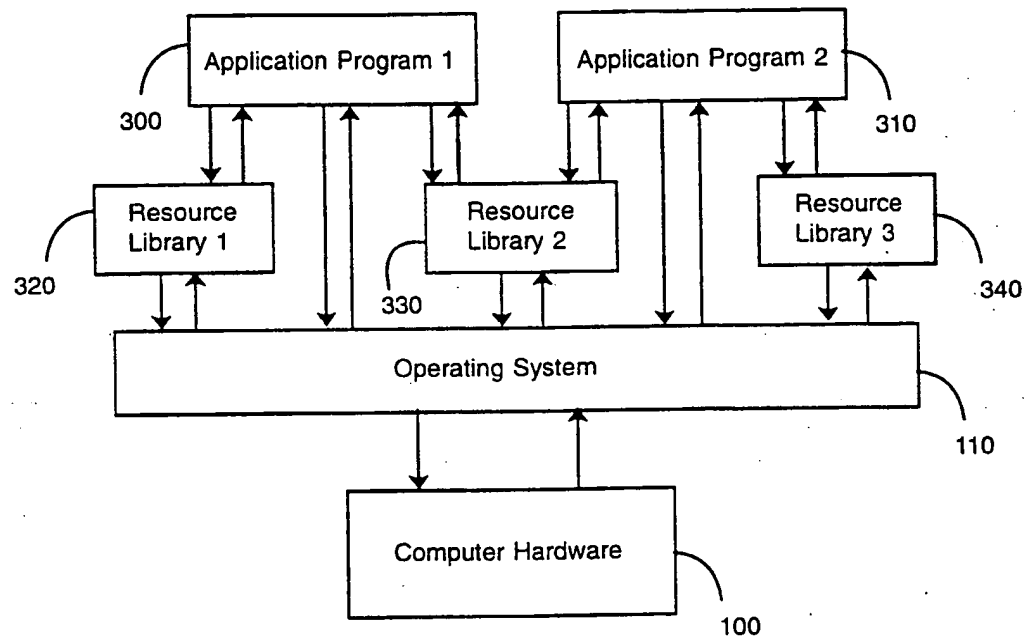 Application Program 1
Application Program 2
300
310
Resource
Library 1
Resource
Library 2
Resource
Library 3
320
330
340
Operating System
110
Computer Hardware
100